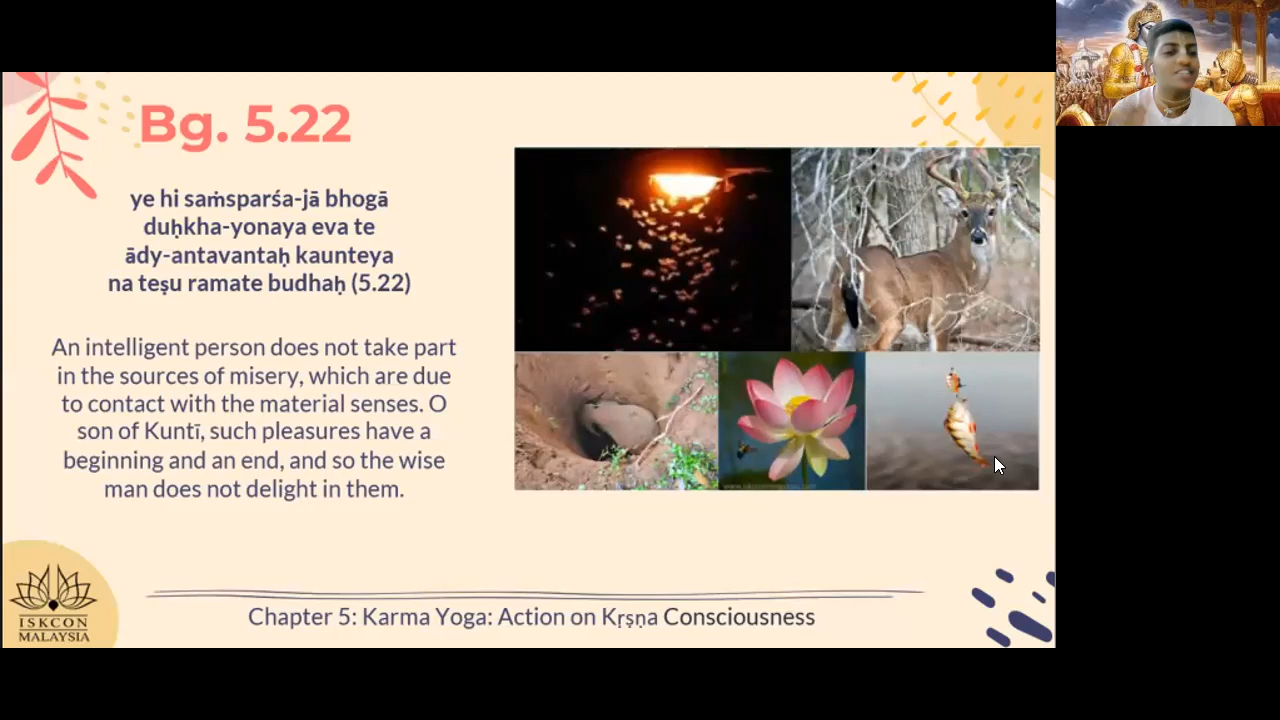 Bg. 5.22
ye hi saṁsparśa-jā bhogā
duḥkha-yonaya eva te
ādy-antavantaḥ kaunteya
na teṣu ramate budhaḥ (5.22)
An intelligent person does not take part
in the sources of misery, which are due
to contact with the material senses. O
son of Kuntī, such pleasures have a
beginning and an end, and so the wise
man does not delight in them.
ISKCON
MALAYSIA
Chapter 5: Karma Yoga: Action on Kṛṣṇa Consciousness